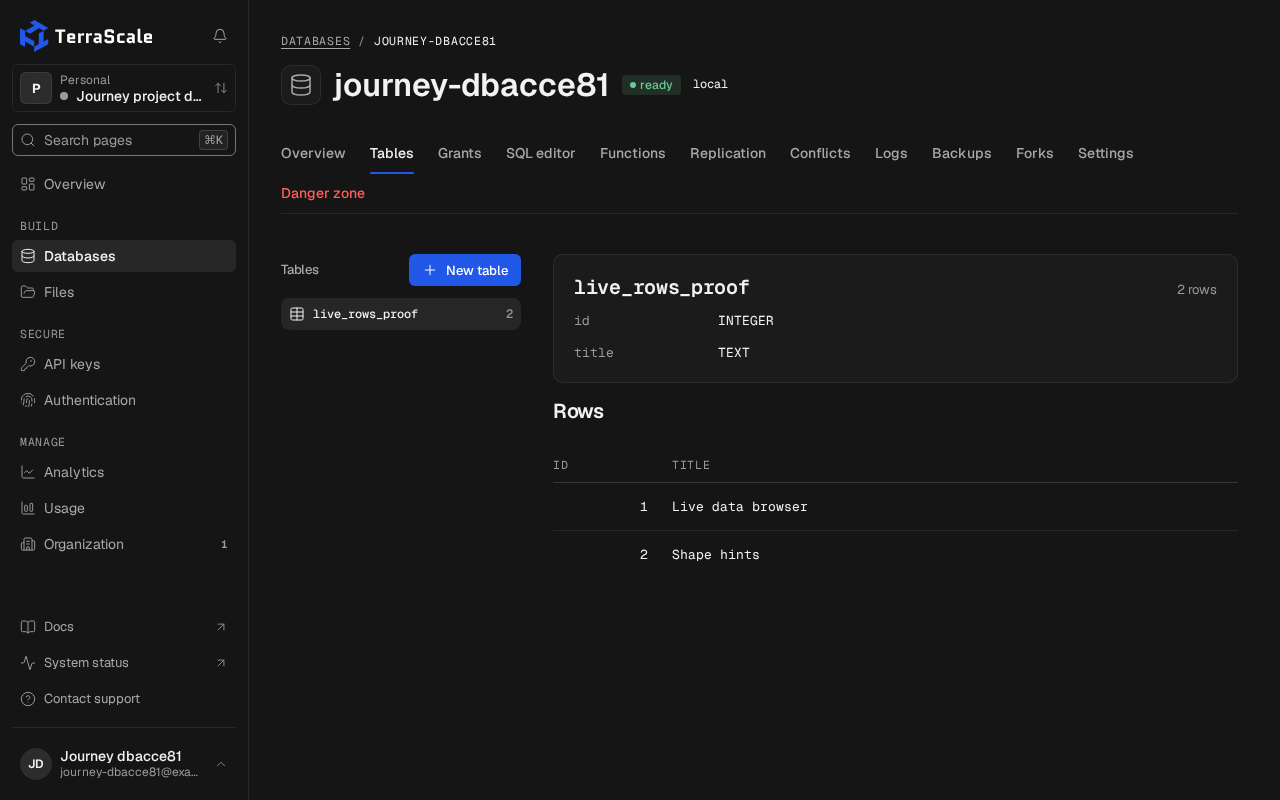 TerraScale
P
Personal
Journey project d...
Search pages
⌘K
Overview
BUILD
Databases
Files
SECURE
API keys
Authentication
MANAGE
Analytics
Usage
Organization 1
Docs
System status
Contact support
JD
Journey dbacce81
journey-dbacce81@exa...
DATABASES / JOURNEY-DBACCE81
journey-dbacce81 ready local
Overview Tables Grants SQL editor Functions Replication Conflicts Logs Backups Forks Settings
Danger zone
Tables
New table
live_rows_proof 2
live_rows_proof 2 rows
id INTEGER
title TEXT
Rows
ID TITLE
1 Live data browser
2 Shape hints